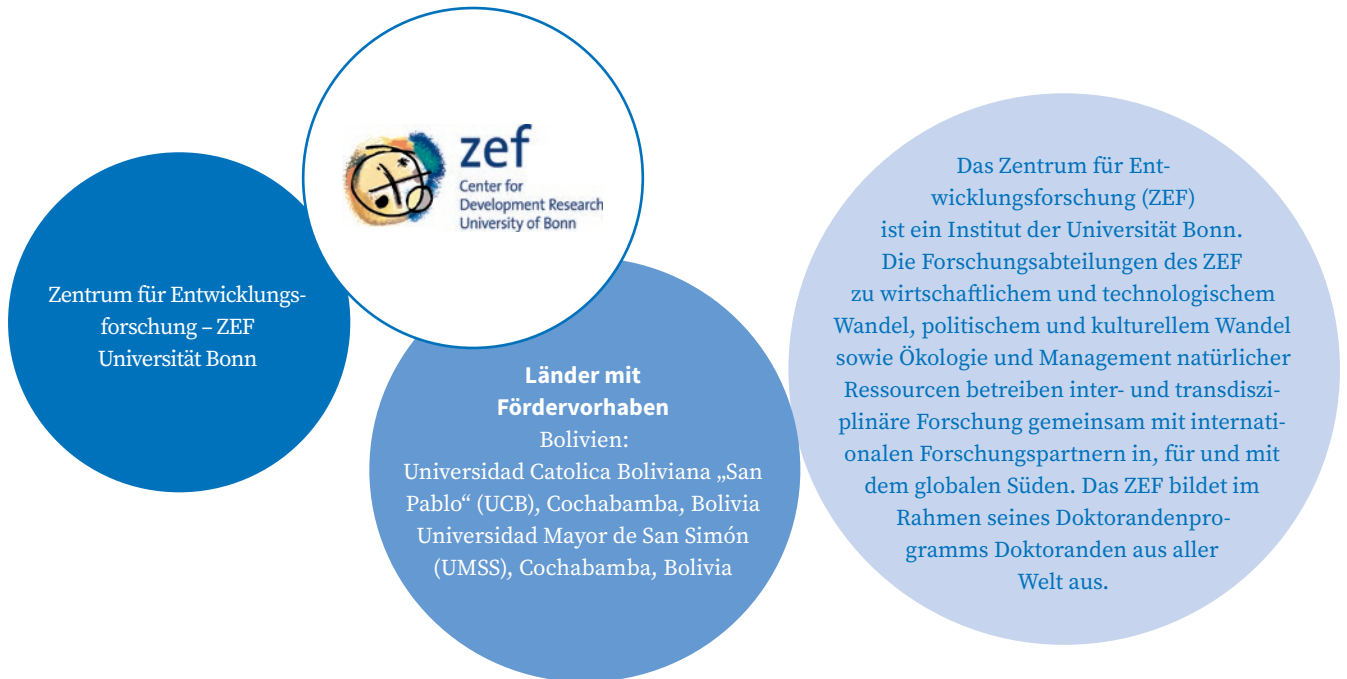 zef
Center for
Development Research
University of Bonn
Zentrum für Entwicklungs-
forschung – ZEF
Universität Bonn
Länder mit
Fördervorhaben
Bolivien:
Universidad Catolica Boliviana „San
Pablo“ (UCB), Cochabamba, Bolivia
Universidad Mayor de San Simón
(UMSS), Cochabamba, Bolivia
Das Zentrum für Ent-
wicklungsforschung (ZEF)
ist ein Institut der Universität Bonn.
Die Forschungsabteilungen des ZEF
zu wirtschaftlichem und technologischem
Wandel, politischem und kulturellem Wandel
sowie Ökologie und Management natürlicher
Ressourcen betreiben inter- und transdiszi-
plinäre Forschung gemeinsam mit internati-
onalen Forschungspartnern in, für und mit
dem globalen Süden. Das ZEF bildet im
Rahmen seines Doktorandenpro-
gramms Doktoranden aus aller
Welt aus.